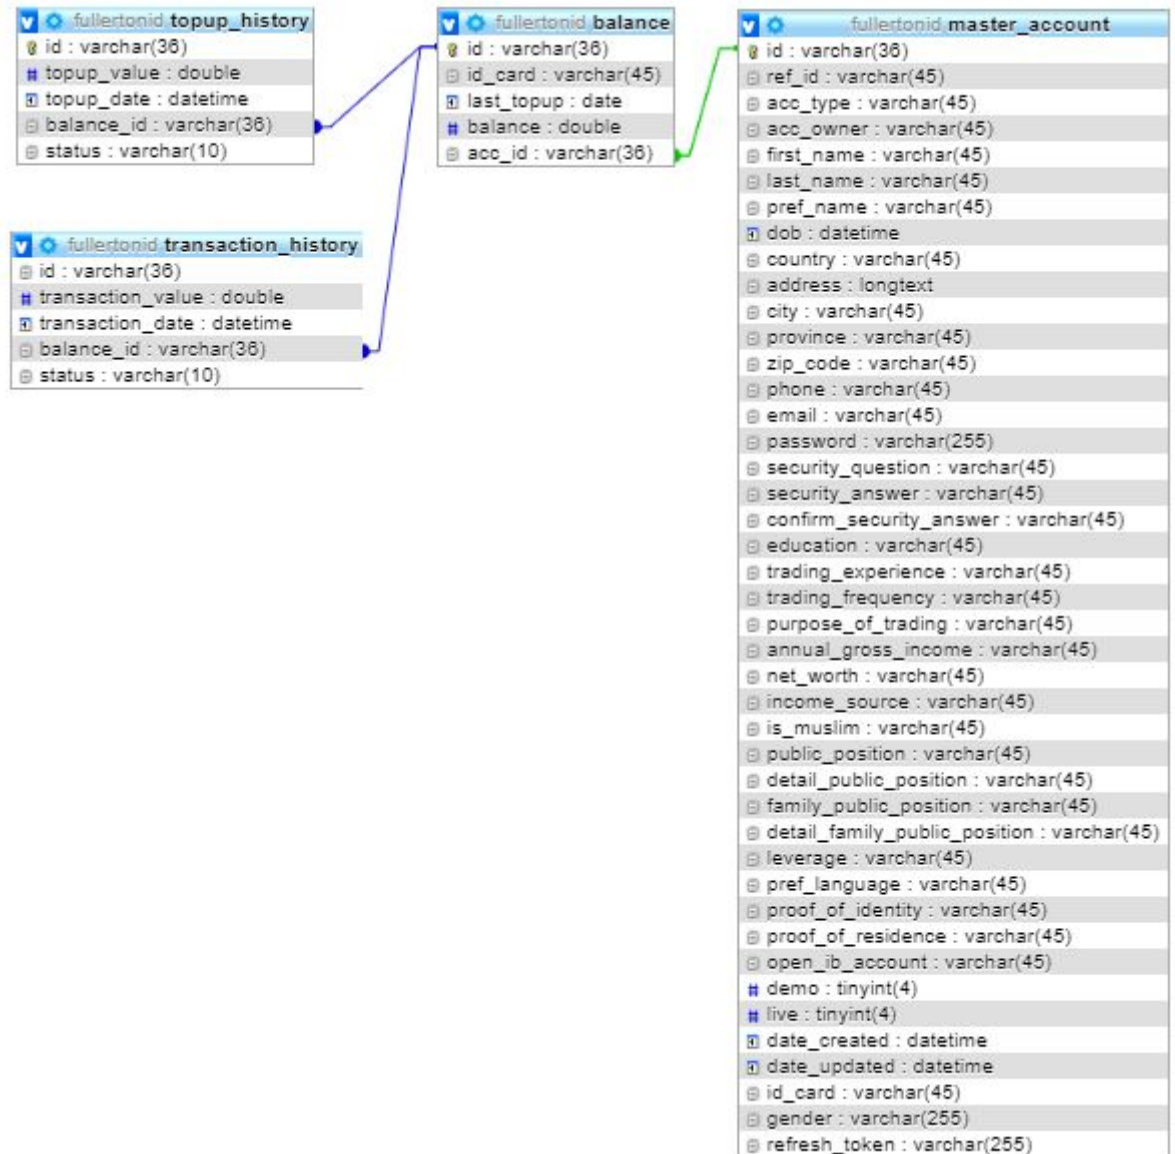 fullertonid topup_history
id : varchar(36)
topup_value : double
topup_date : datetime
balance_id : varchar(36)
status : varchar(10)
fullertonid transaction_history
id : varchar(36)
transaction_value : double
transaction_date : datetime
balance_id : varchar(36)
status : varchar(10)
fullertonid balance
id : varchar(36)
id_card : varchar(45)
last_topup : date
balance : double
acc_id : varchar(36)
fullertonid master_account
id : varchar(36)
ref_id : varchar(45)
acc_type : varchar(45)
acc_owner : varchar(45)
first_name : varchar(45)
last_name : varchar(45)
pref_name : varchar(45)
dob : datetime
country : varchar(45)
address : longtext
city : varchar(45)
province : varchar(45)
zip_code : varchar(45)
phone : varchar(45)
email : varchar(45)
password : varchar(255)
security_question : varchar(45)
security_answer : varchar(45)
confirm_security_answer : varchar(45)
education : varchar(45)
trading_experience : varchar(45)
trading_frequency : varchar(45)
purpose_of_trading : varchar(45)
annual_gross_income : varchar(45)
net_worth : varchar(45)
income_source : varchar(45)
is_muslim : varchar(45)
public_position : varchar(45)
detail_public_position : varchar(45)
family_public_position : varchar(45)
detail_family_public_position : varchar(45)
leverage : varchar(45)
pref_language : varchar(45)
proof_of_identity : varchar(45)
proof_of_residence : varchar(45)
open_ib_account : varchar(45)
demo : tinyint(4)
live : tinyint(4)
date_created : datetime
date_updated : datetime
id_card : varchar(45)
gender : varchar(255)
refresh_token : varchar(255)